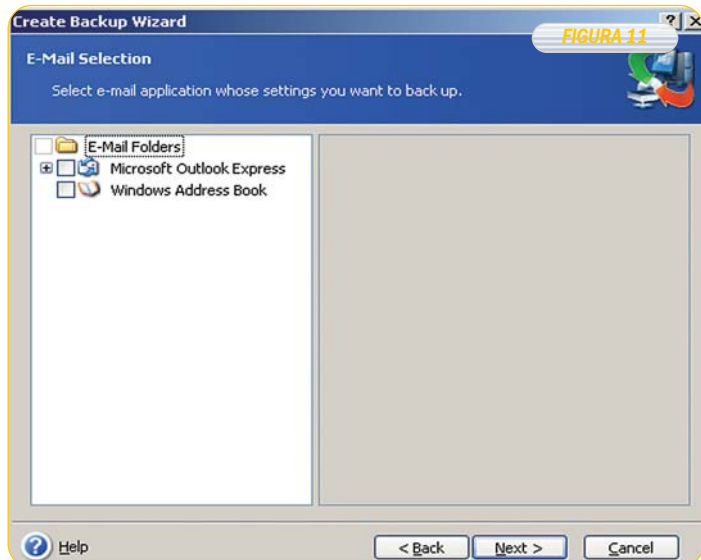 Create Backup Wizard
FIGURA 11
E-Mail Selection
Select e-mail application whose settings you want to back up.
E-Mail Folders
Microsoft Outlook Express
Windows Address Book
Help
< Back
Next >
Cancel